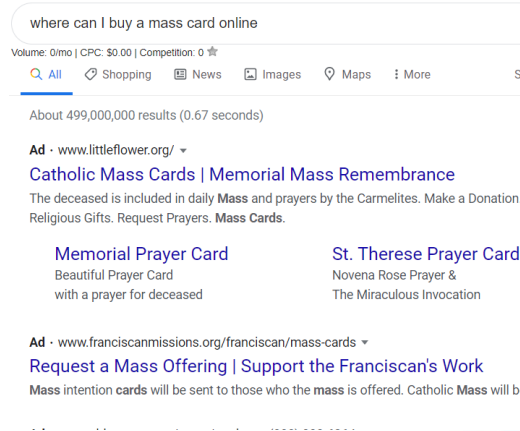 where can I buy a mass card online
Volume: 0/mo | CPC: $0.00 | Competition: 0
All Shopping News Images Maps More S
About 499,000,000 results (0.67 seconds)
Ad · www.littleflower.org/
Catholic Mass Cards | Memorial Mass Remembrance
The deceased is included in daily Mass and prayers by the Carmelites. Make a Donation
Religious Gifts. Request Prayers. Mass Cards.
Memorial Prayer Card St. Therese Prayer Card
Beautiful Prayer Card Novena Rose Prayer &
with a prayer for deceased The Miraculous Invocation
Ad · www.franciscanmissions.org/franciscan/mass-cards
Request a Mass Offering | Support the Franciscan's Work
Mass intention cards will be sent to those who the mass is offered. Catholic Mass will b